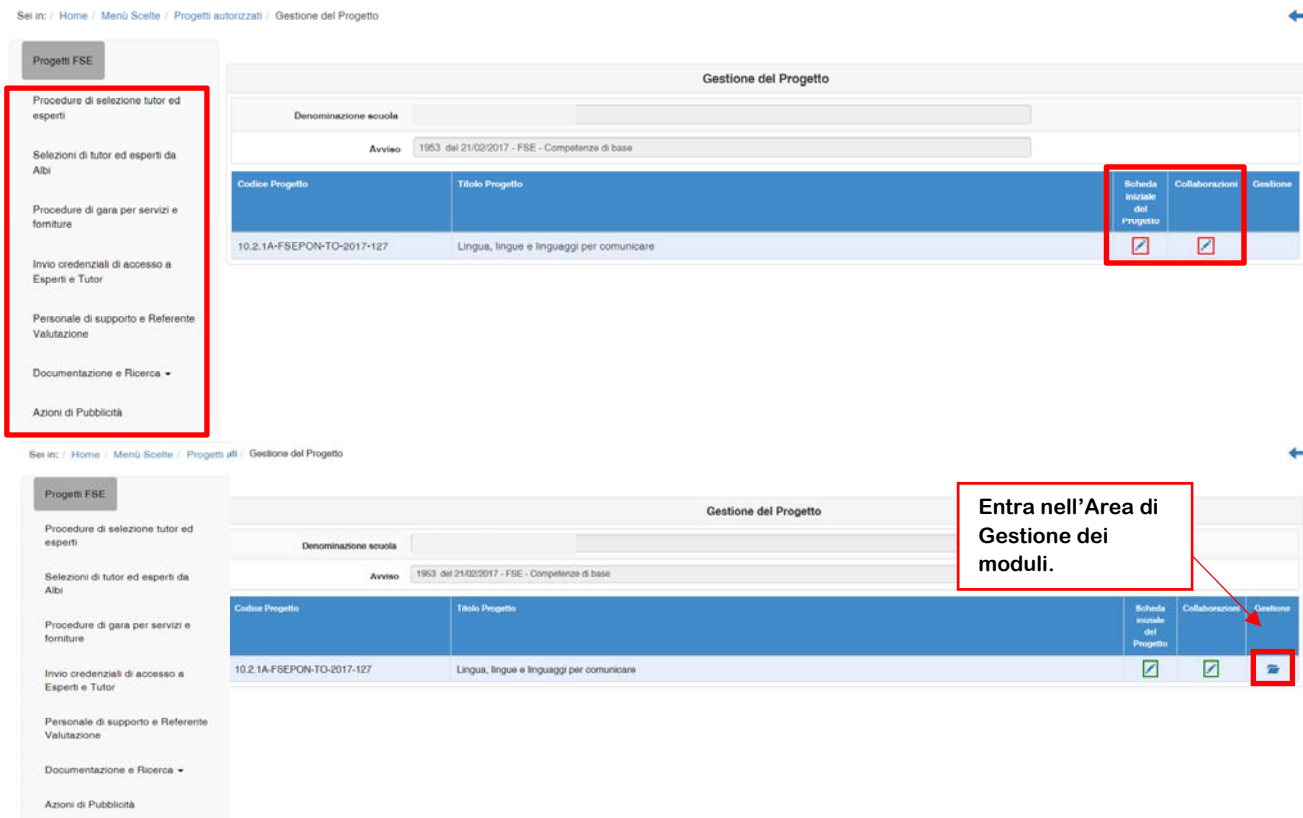 Sei in: / Home / Menù Scelte / Progetti autorizzati / Gestione del Progetto
Progetti FSE
Procedure di selezione tutor ed
esperti
Selezioni di tutor ed esperti da
Albi
Procedure di gara per servizi e
forniture
Invio credenziali di accesso a
Esperti e Tutor
Personale di supporto e Referente
Valutazione
Documentazione e Ricerca
Azioni di Pubblicità
Gestione del Progetto
Denominazione scuola
Avviso 1953 del 21/02/2017 - FSE - Competenze di base
Codice Progetto Titolo Progetto Scheda Collaborazioni Gestione
iniziale
del
Progetto
10.2.1A-FSEPON-TO-2017-127 Lingua, lingue e linguaggi per comunicare
Sei in: / Home / Menù Scelte / Progetti ati / Gestione del Progetto
Progetti FSE
Procedure di selezione tutor ed
esperti
Selezioni di tutor ed esperti da
Albi
Procedure di gara per servizi e
forniture
Invio credenziali di accesso a
Esperti e Tutor
Personale di supporto e Referente
Valutazione
Documentazione e Ricerca
Azioni di Pubblicità
Gestione del Progetto
Entra nell’Area di
Gestione dei
moduli.
Denominazione scuola
Avviso 1953 del 21/02/2017 - FSE - Competenze di base
Codice Progetto Titolo Progetto Scheda Collaborazioni Gestione
iniziale
del
Progetto
10.2.1A-FSEPON-TO-2017-127 Lingua, lingue e linguaggi per comunicare